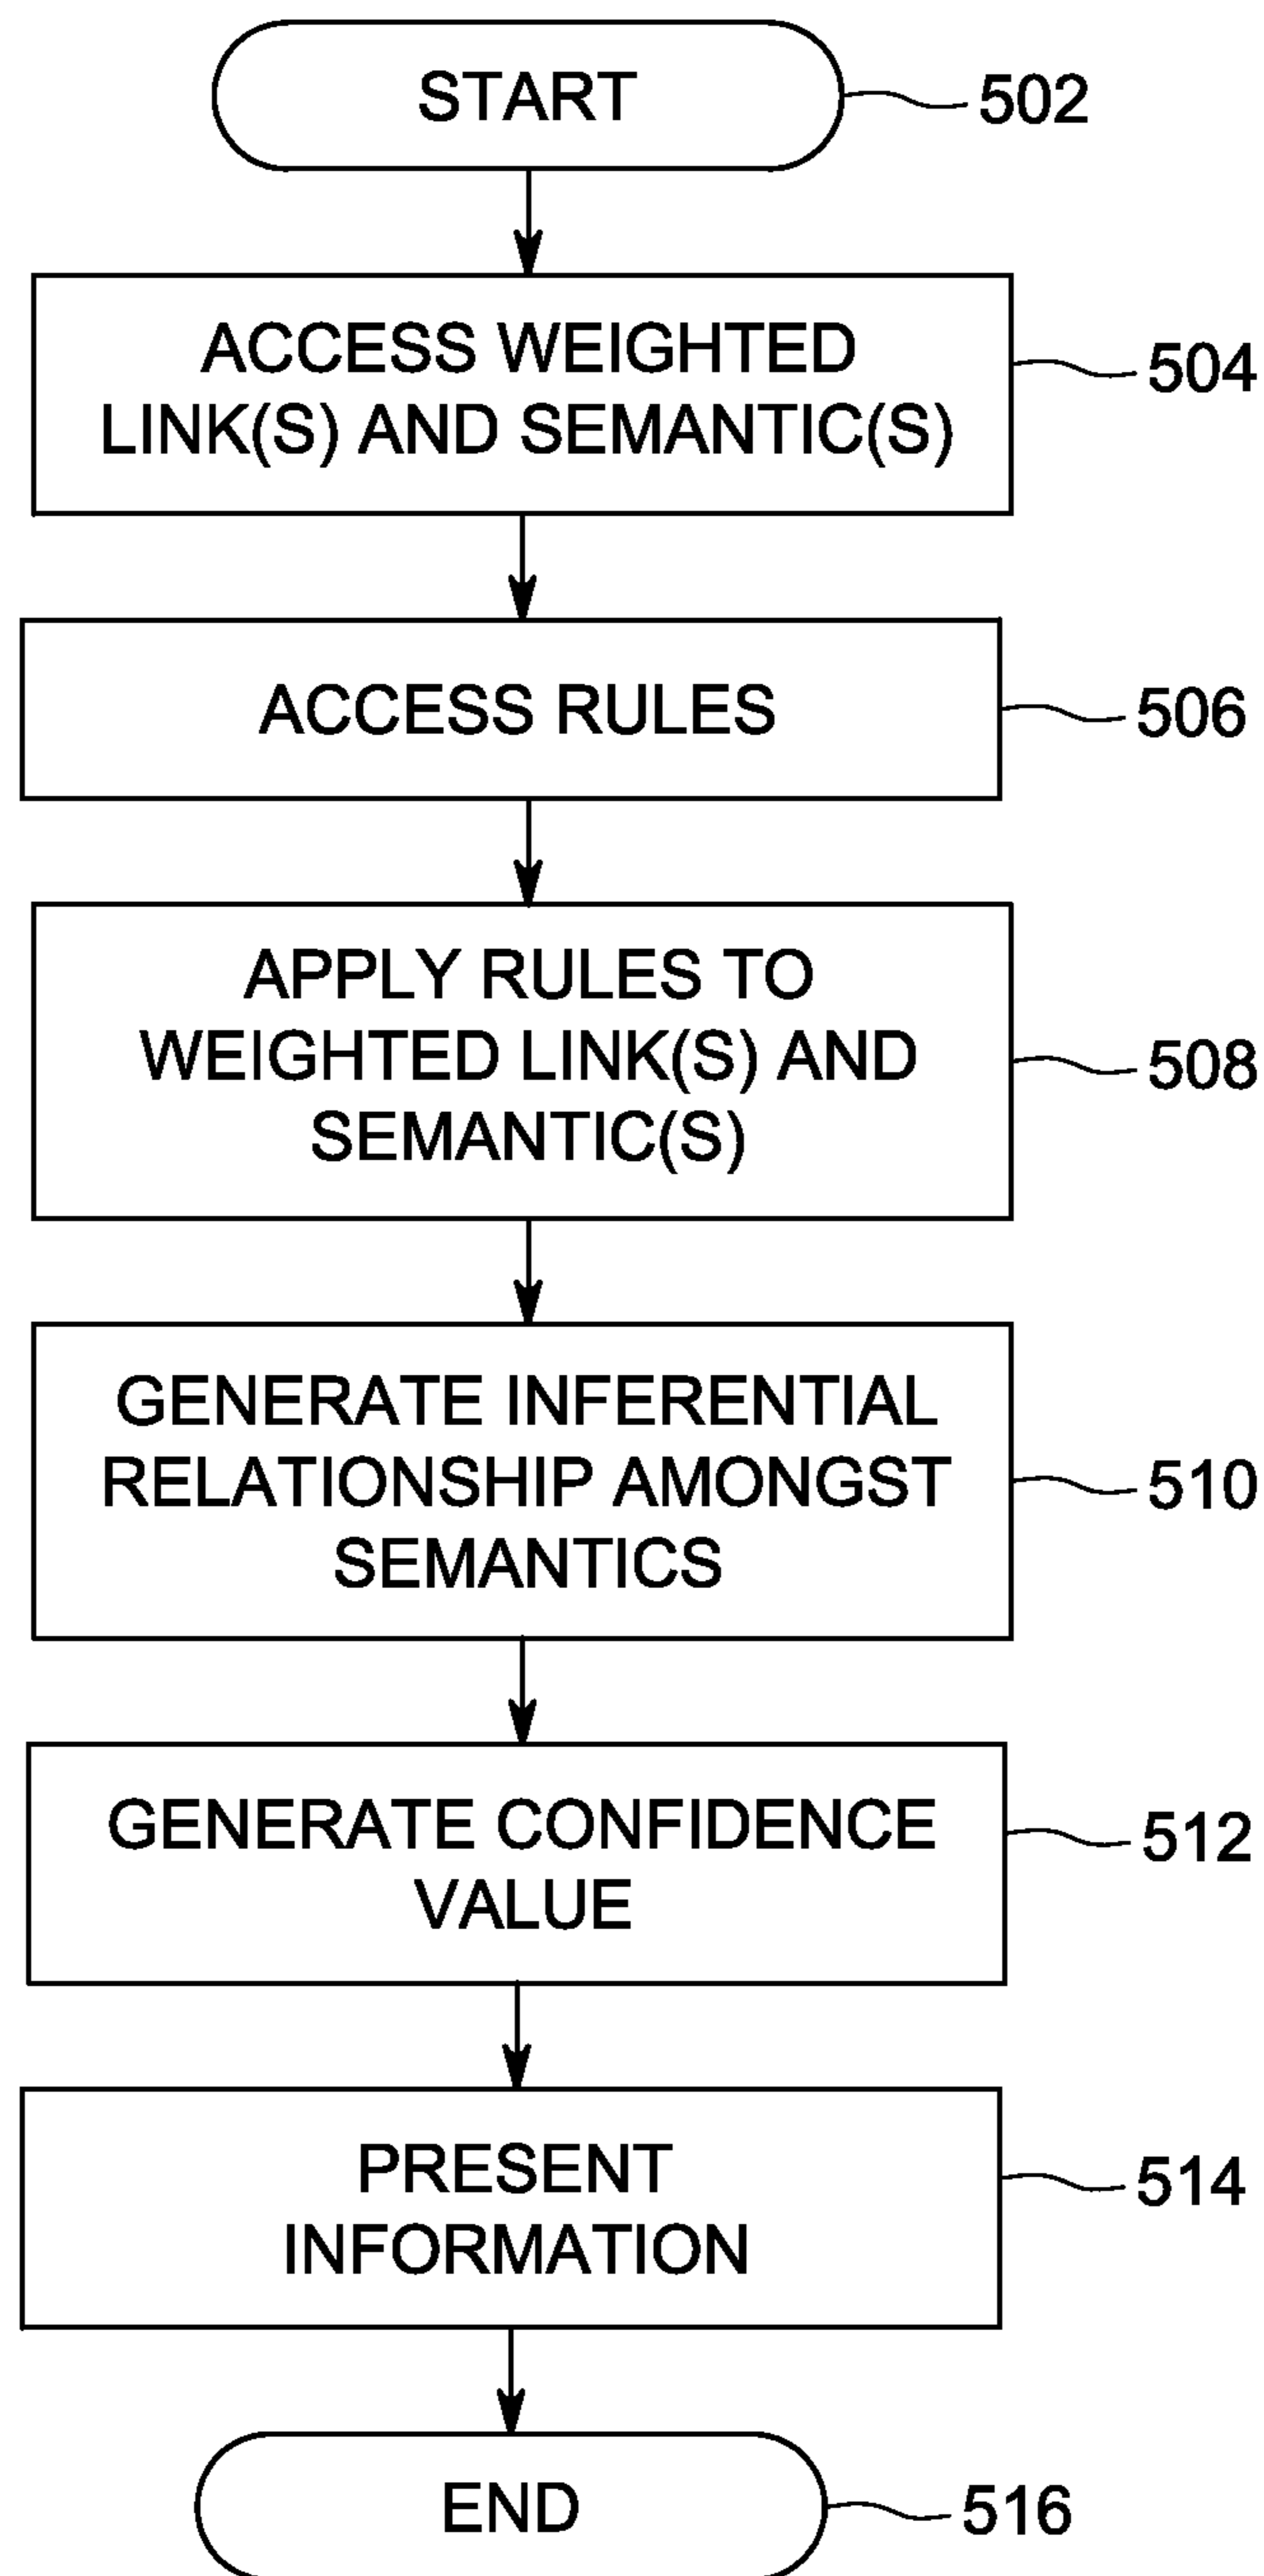 START
502
ACCESS WEIGHTED
LINK(S) AND SEMANTIC(S)
504
ACCESS RULES
506
APPLY RULES TO
WEIGHTED LINK(S) AND
SEMANTIC(S)
508
GENERATE INFERENTIAL
RELATIONSHIP AMONGST
SEMANTICS
510
GENERATE CONFIDENCE
VALUE
512
PRESENT
INFORMATION
514
END
516